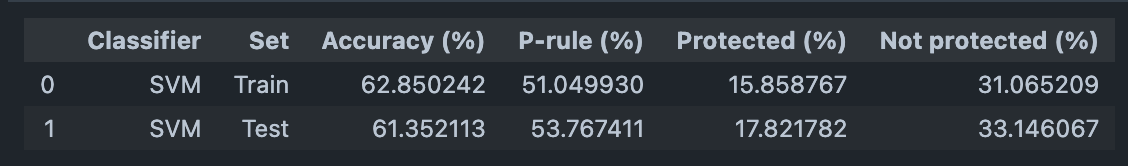 Classifier Set Accuracy (%) P-rule (%) Protected (%) Not protected (%)
0 SVM Train 62.850242 51.049930 15.858767 31.065209
1 SVM Test 61.352113 53.767411 17.821782 33.146067